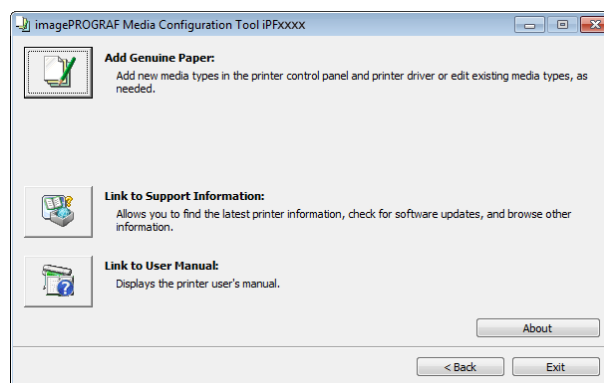 imagePROGRAF Media Configuration Tool iPFxxxx
Add Genuine Paper:
Add new media types in the printer control panel and printer driver or edit existing media types, as
needed.
Link to Support Information:
Allows you to find the latest printer information, check for software updates, and browse other
information.
Link to User Manual:
Displays the printer user's manual.
About
< Back
Exit